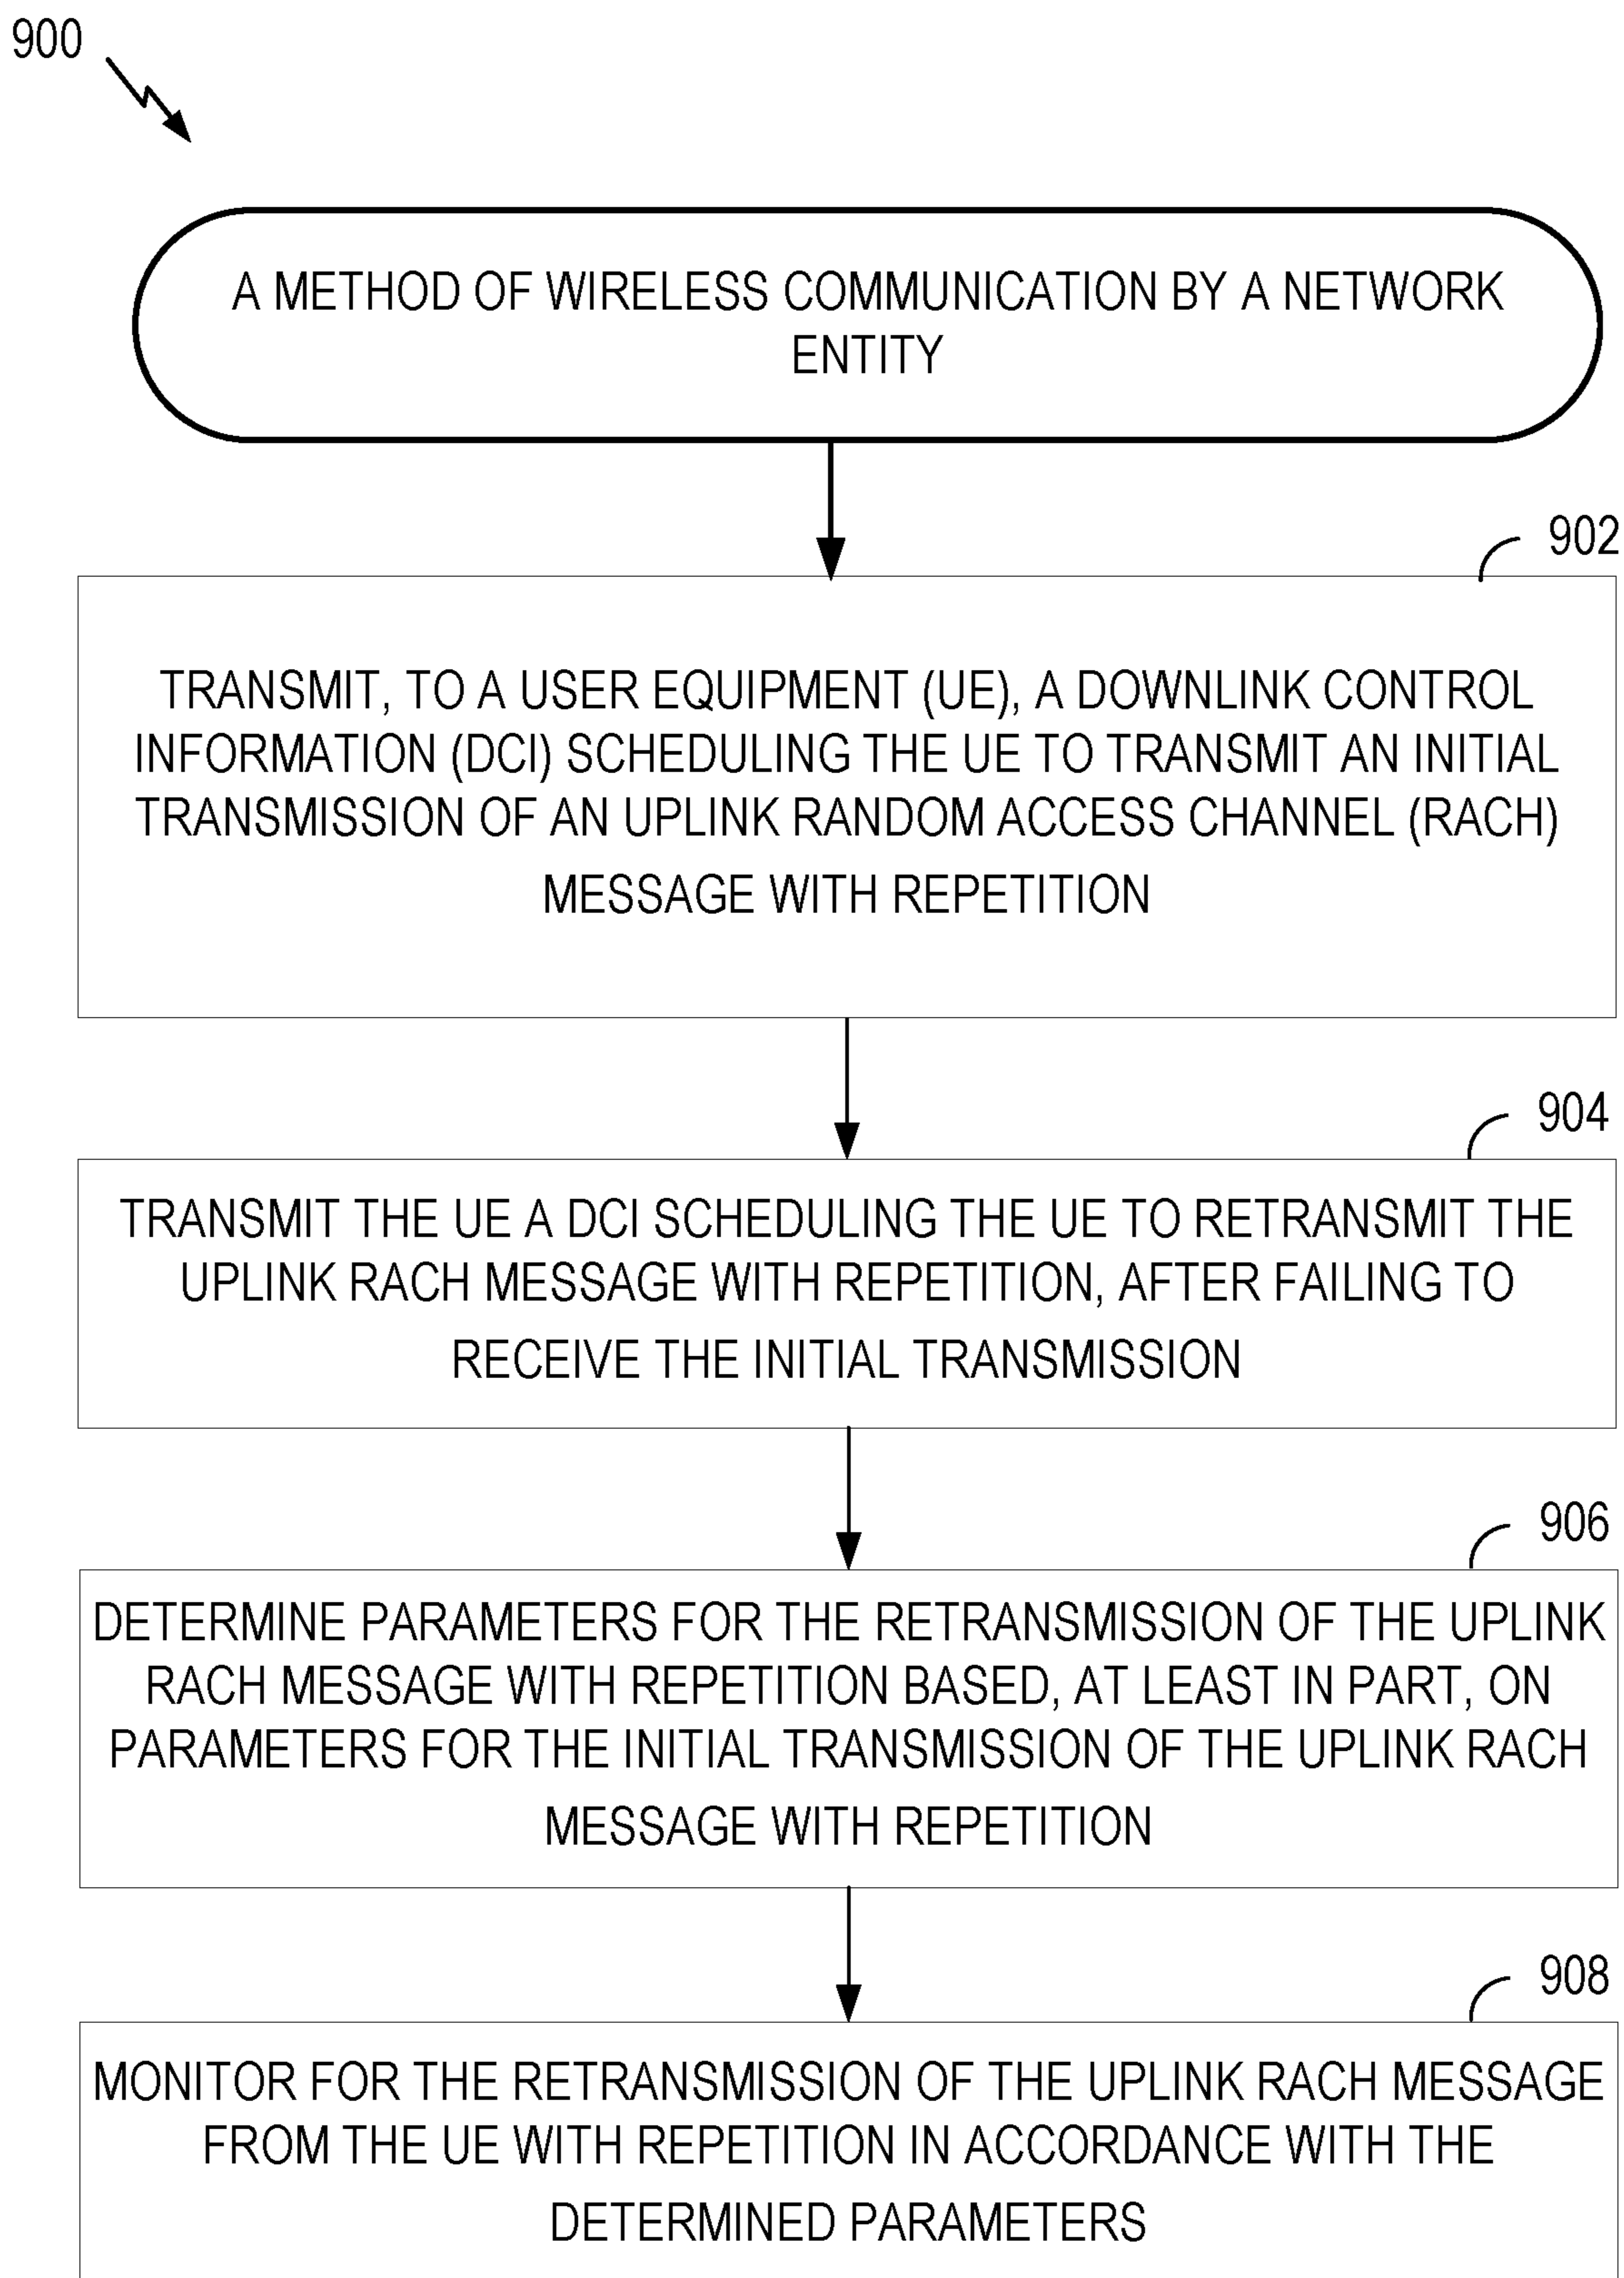 900
A METHOD OF WIRELESS COMMUNICATION BY A NETWORK
ENTITY
902
TRANSMIT, TO A USER EQUIPMENT (UE), A DOWNLINK CONTROL
INFORMATION (DCI) SCHEDULING THE UE TO TRANSMIT AN INITIAL
TRANSMISSION OF AN UPLINK RANDOM ACCESS CHANNEL (RACH)
MESSAGE WITH REPETITION
904
TRANSMIT THE UE A DCI SCHEDULING THE UE TO RETRANSMIT THE
UPLINK RACH MESSAGE WITH REPETITION, AFTER FAILING TO
RECEIVE THE INITIAL TRANSMISSION
906
DETERMINE PARAMETERS FOR THE RETRANSMISSION OF THE UPLINK
RACH MESSAGE WITH REPETITION BASED, AT LEAST IN PART, ON
PARAMETERS FOR THE INITIAL TRANSMISSION OF THE UPLINK RACH
MESSAGE WITH REPETITION
908
MONITOR FOR THE RETRANSMISSION OF THE UPLINK RACH MESSAGE
FROM THE UE WITH REPETITION IN ACCORDANCE WITH THE
DETERMINED PARAMETERS